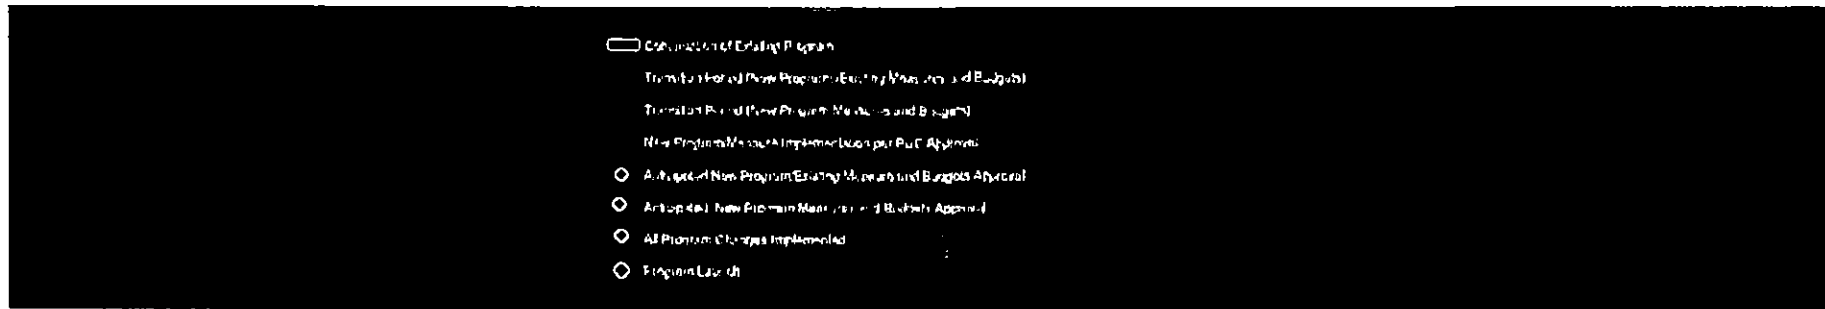 Continuation of Existing Program
Transition Period (New Programs/Existing Measures and Budgets)
Transition Period (New Program Measures and Budgets)
New Program/Measure Implementation per PUC Approval
Anticipated New Program/Existing Measure and Budgets Approval
Anticipated New Program Measures and Budgets Approval
All Program Changes Implemented
Program Launch